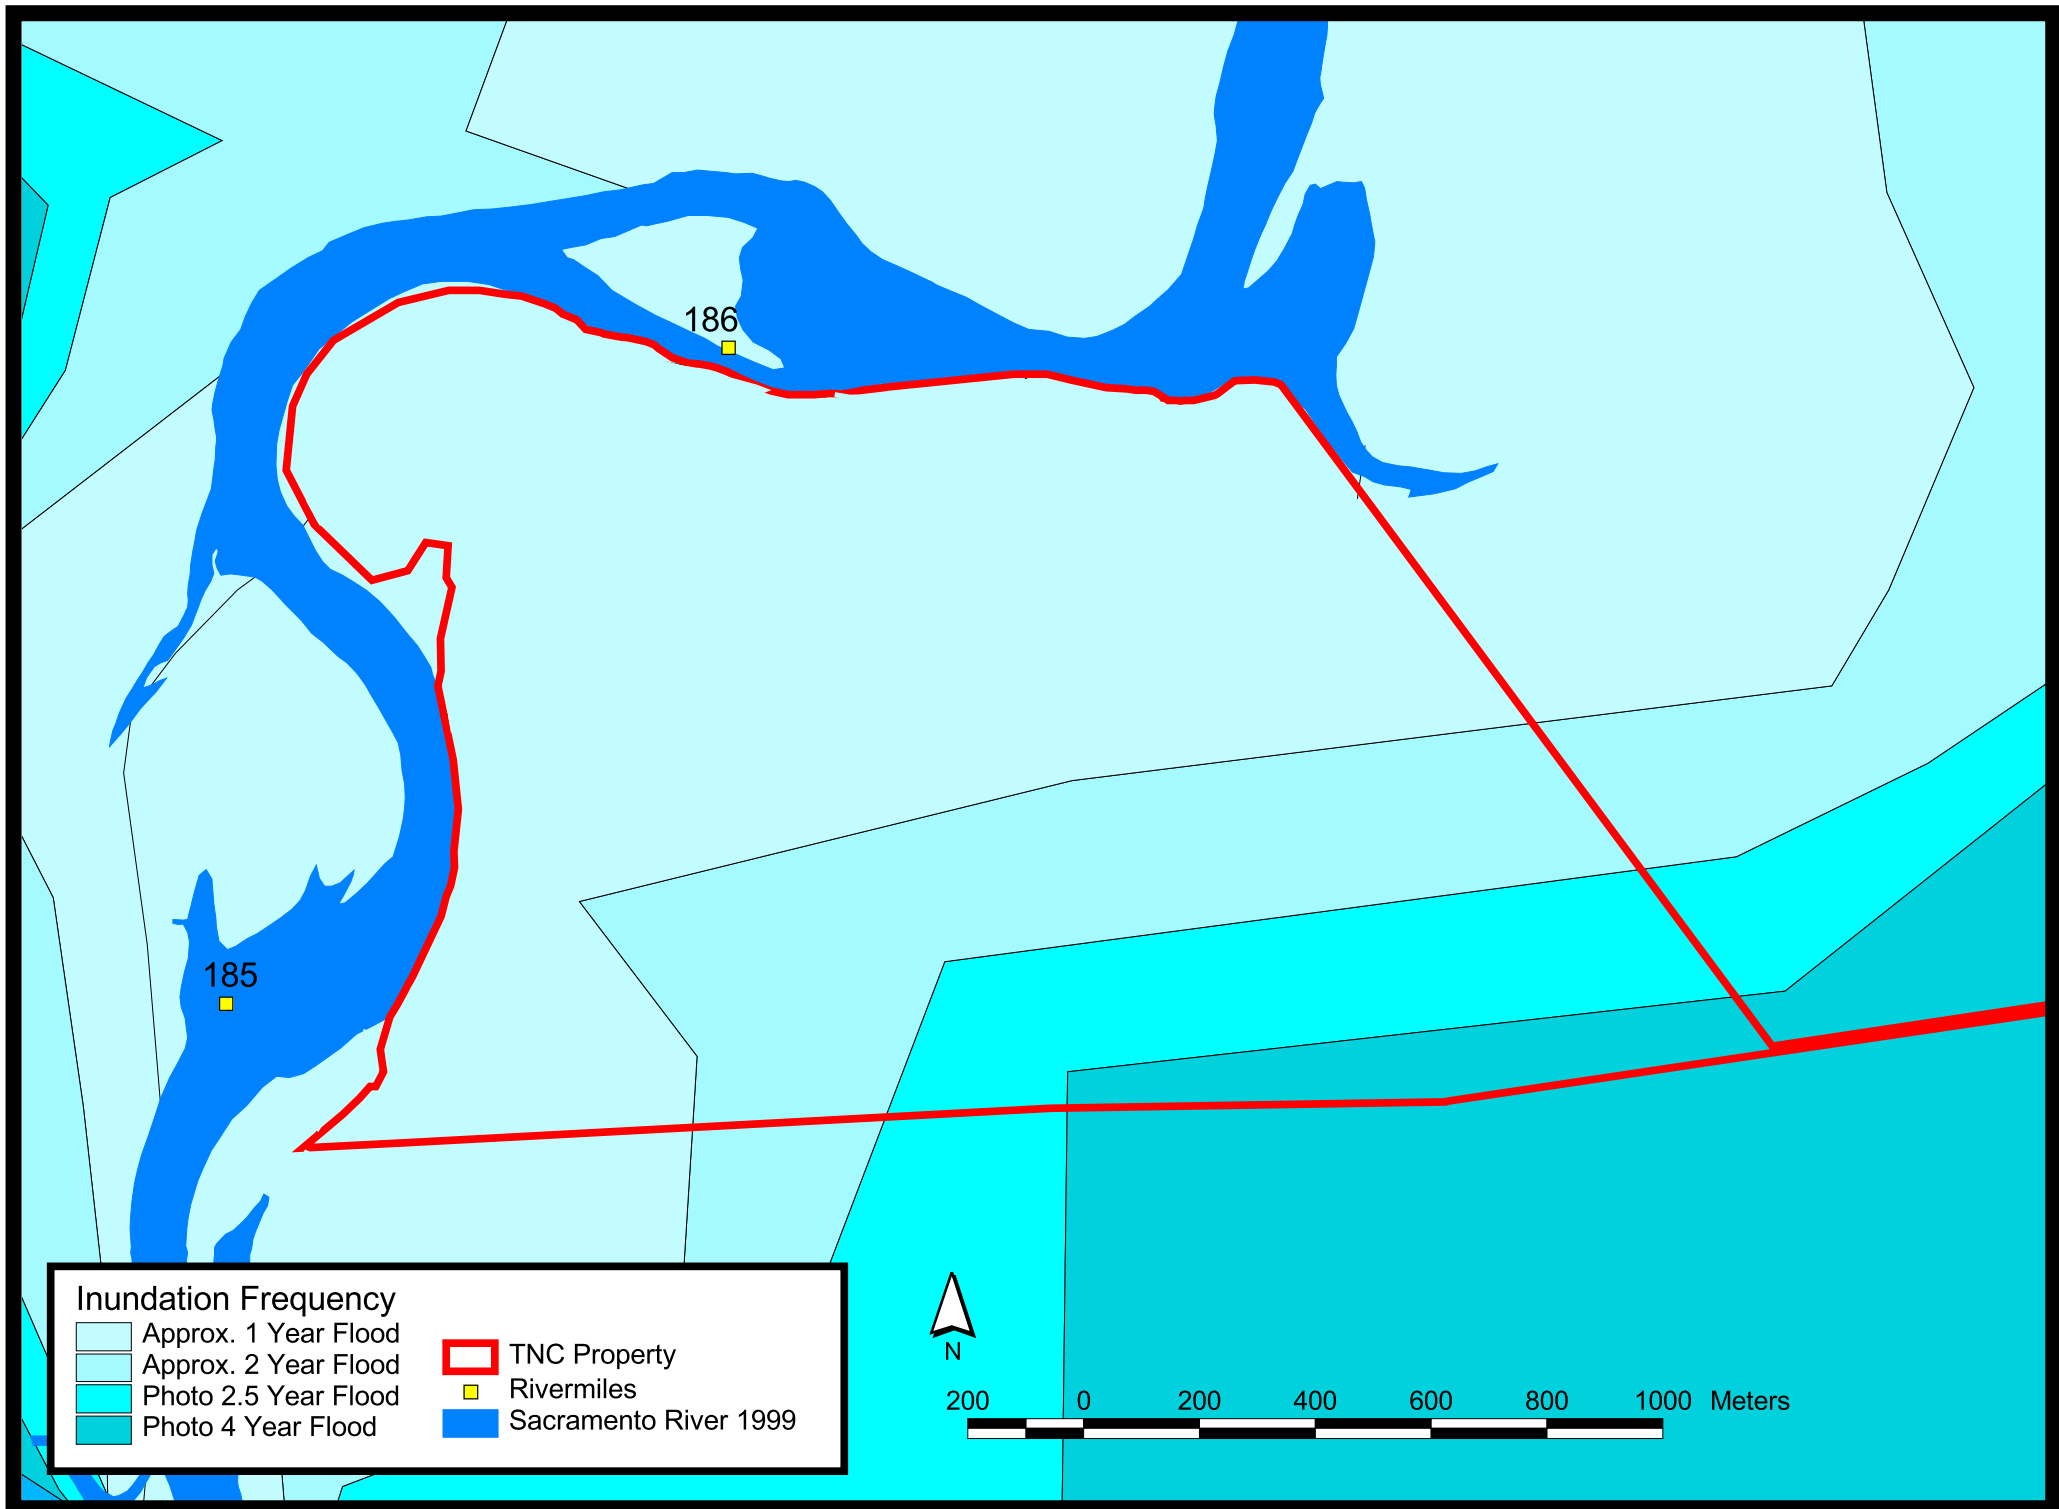 186
185
Inundation Frequency
Approx. 1 Year Flood
Approx. 2 Year Flood
Photo 2.5 Year Flood
Photo 4 Year Flood
TNC Property
Rivermiles
Sacramento River 1999
N
200 0 200 400 600 800 1000 Meters